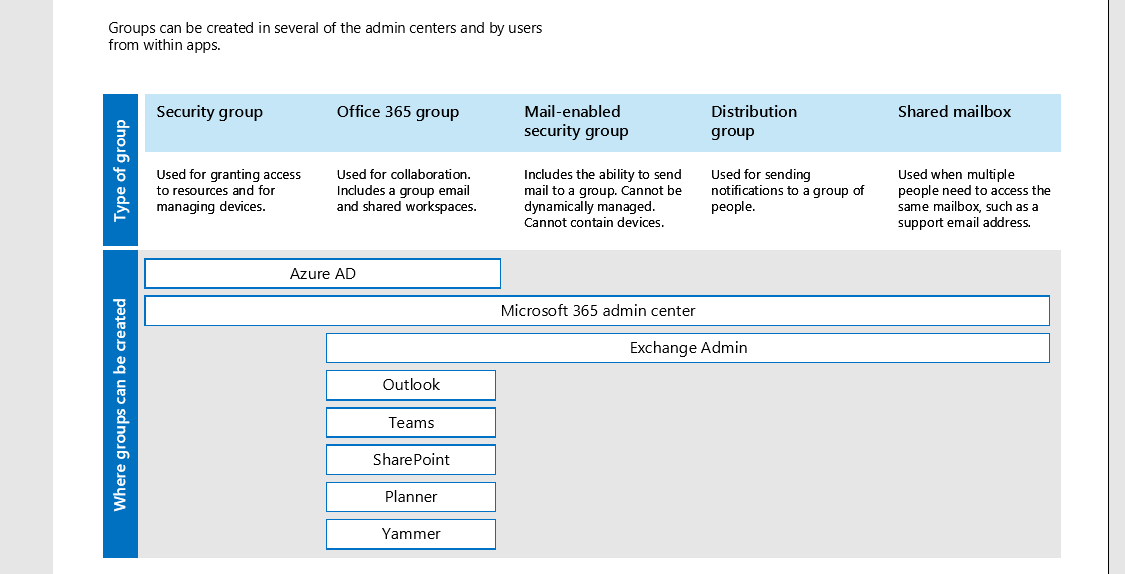 Groups can be created in several of the admin centers and by users
from within apps.
Type of group
Security group
Office 365 group
Mail-enabled
security group
Distribution
group
Shared mailbox
Used for granting access
to resources and for
managing devices.
Used for collaboration.
Includes a group email
and shared workspaces.
Includes the ability to send
mail to a group. Cannot be
dynamically managed.
Cannot contain devices.
Used for sending
notifications to a group of
people.
Used when multiple
people need to access the
same mailbox, such as a
support email address.
Where groups can be created
Azure AD
Microsoft 365 admin center
Exchange Admin
Outlook
Teams
SharePoint
Planner
Yammer